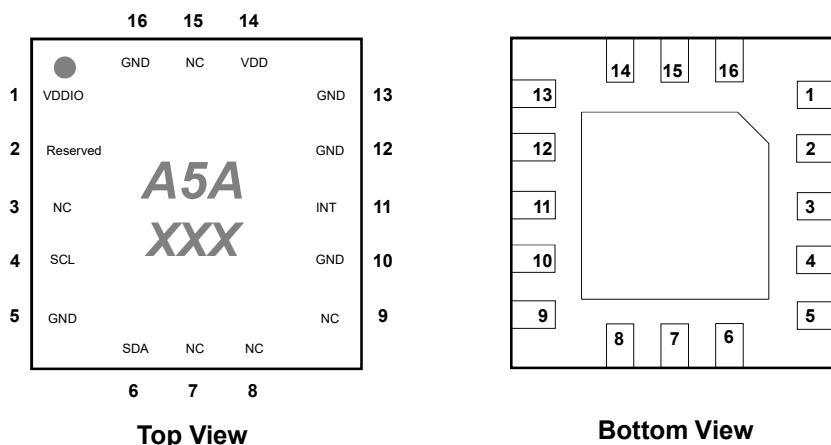 16 15 14
GND NC VDD
1 VDDIO GND 13
2 Reserved GND 12
A5A
3 NC INT 11
XXX
4 SCL GND 10
5 GND NC 9
SDA NC NC
6 7 8
Top View
14 15 16
13 1
12 2
11 3
10 4
9 5
8 7 6
Bottom View